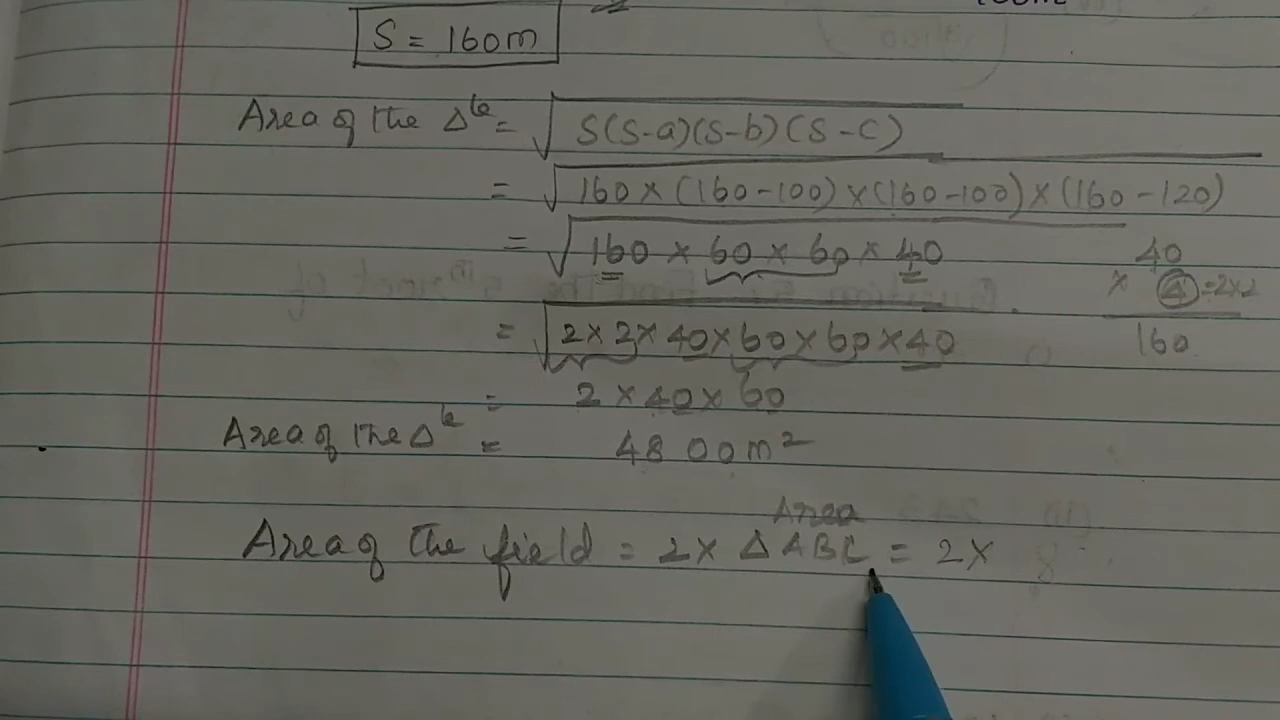 S = 160m
Area of the Δle = √S(S-a)(S-b)(S-c)
= √160 × (160-100) × (160-100) × (160-120)
= √160 × 60 × 60 × 40
40
× 4 = 2×2
160
= √2 × 2 × 40 × 60 × 60 × 40
= 2 × 40 × 60
Area of the Δle = 4800m²
Area
Area of the field = 2 × Δ ABC = 2 ×